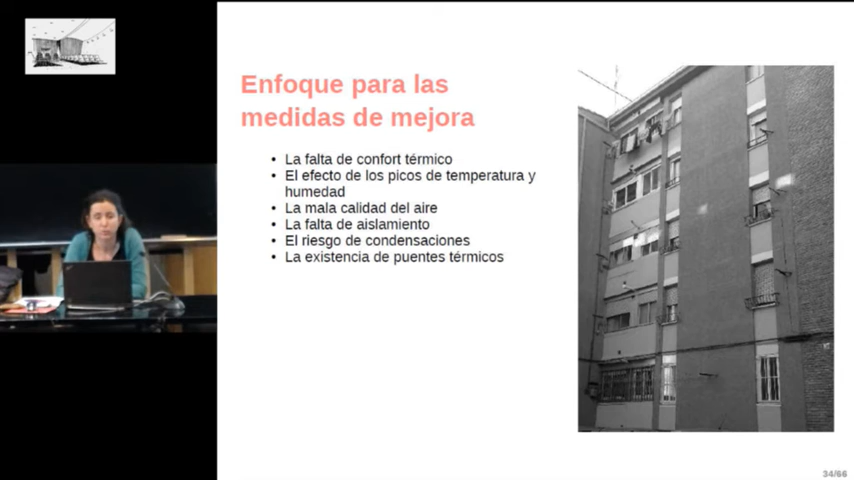 Enfoque para las
medidas de mejora
• La falta de confort térmico
• El efecto de los picos de temperatura y
humedad
• La mala calidad del aire
• La falta de aislamiento
• El riesgo de condensaciones
• La existencia de puentes térmicos
34/66